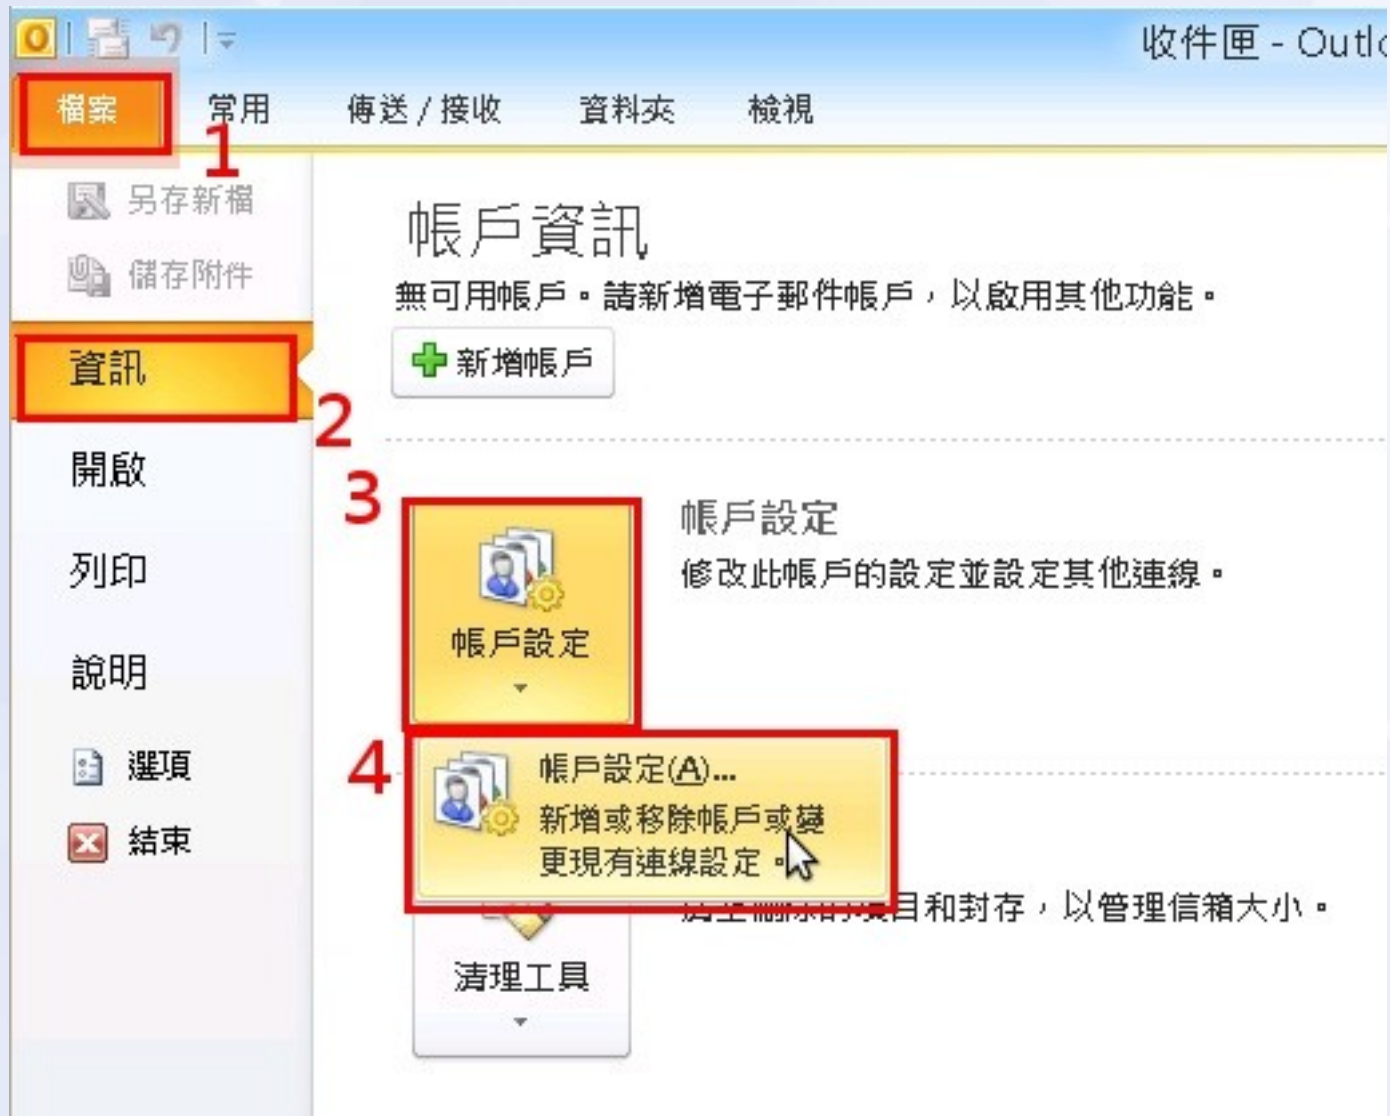 收件匣 - Outlo
檔案
常用
傳送 / 接收
資料夾
檢視
1
另存新檔
儲存附件
資訊
2
開啟
列印
說明
選項
結束
帳戶資訊
無可用帳戶。請新增電子郵件帳戶，以啟用其他功能。
新增帳戶
3
帳戶設定
帳戶設定
修改此帳戶的設定並設定其他連線。
4
帳戶設定(A)...
新增或移除帳戶或變
更現有連線設定。
目和封存，以管理信箱大小。
清理工具